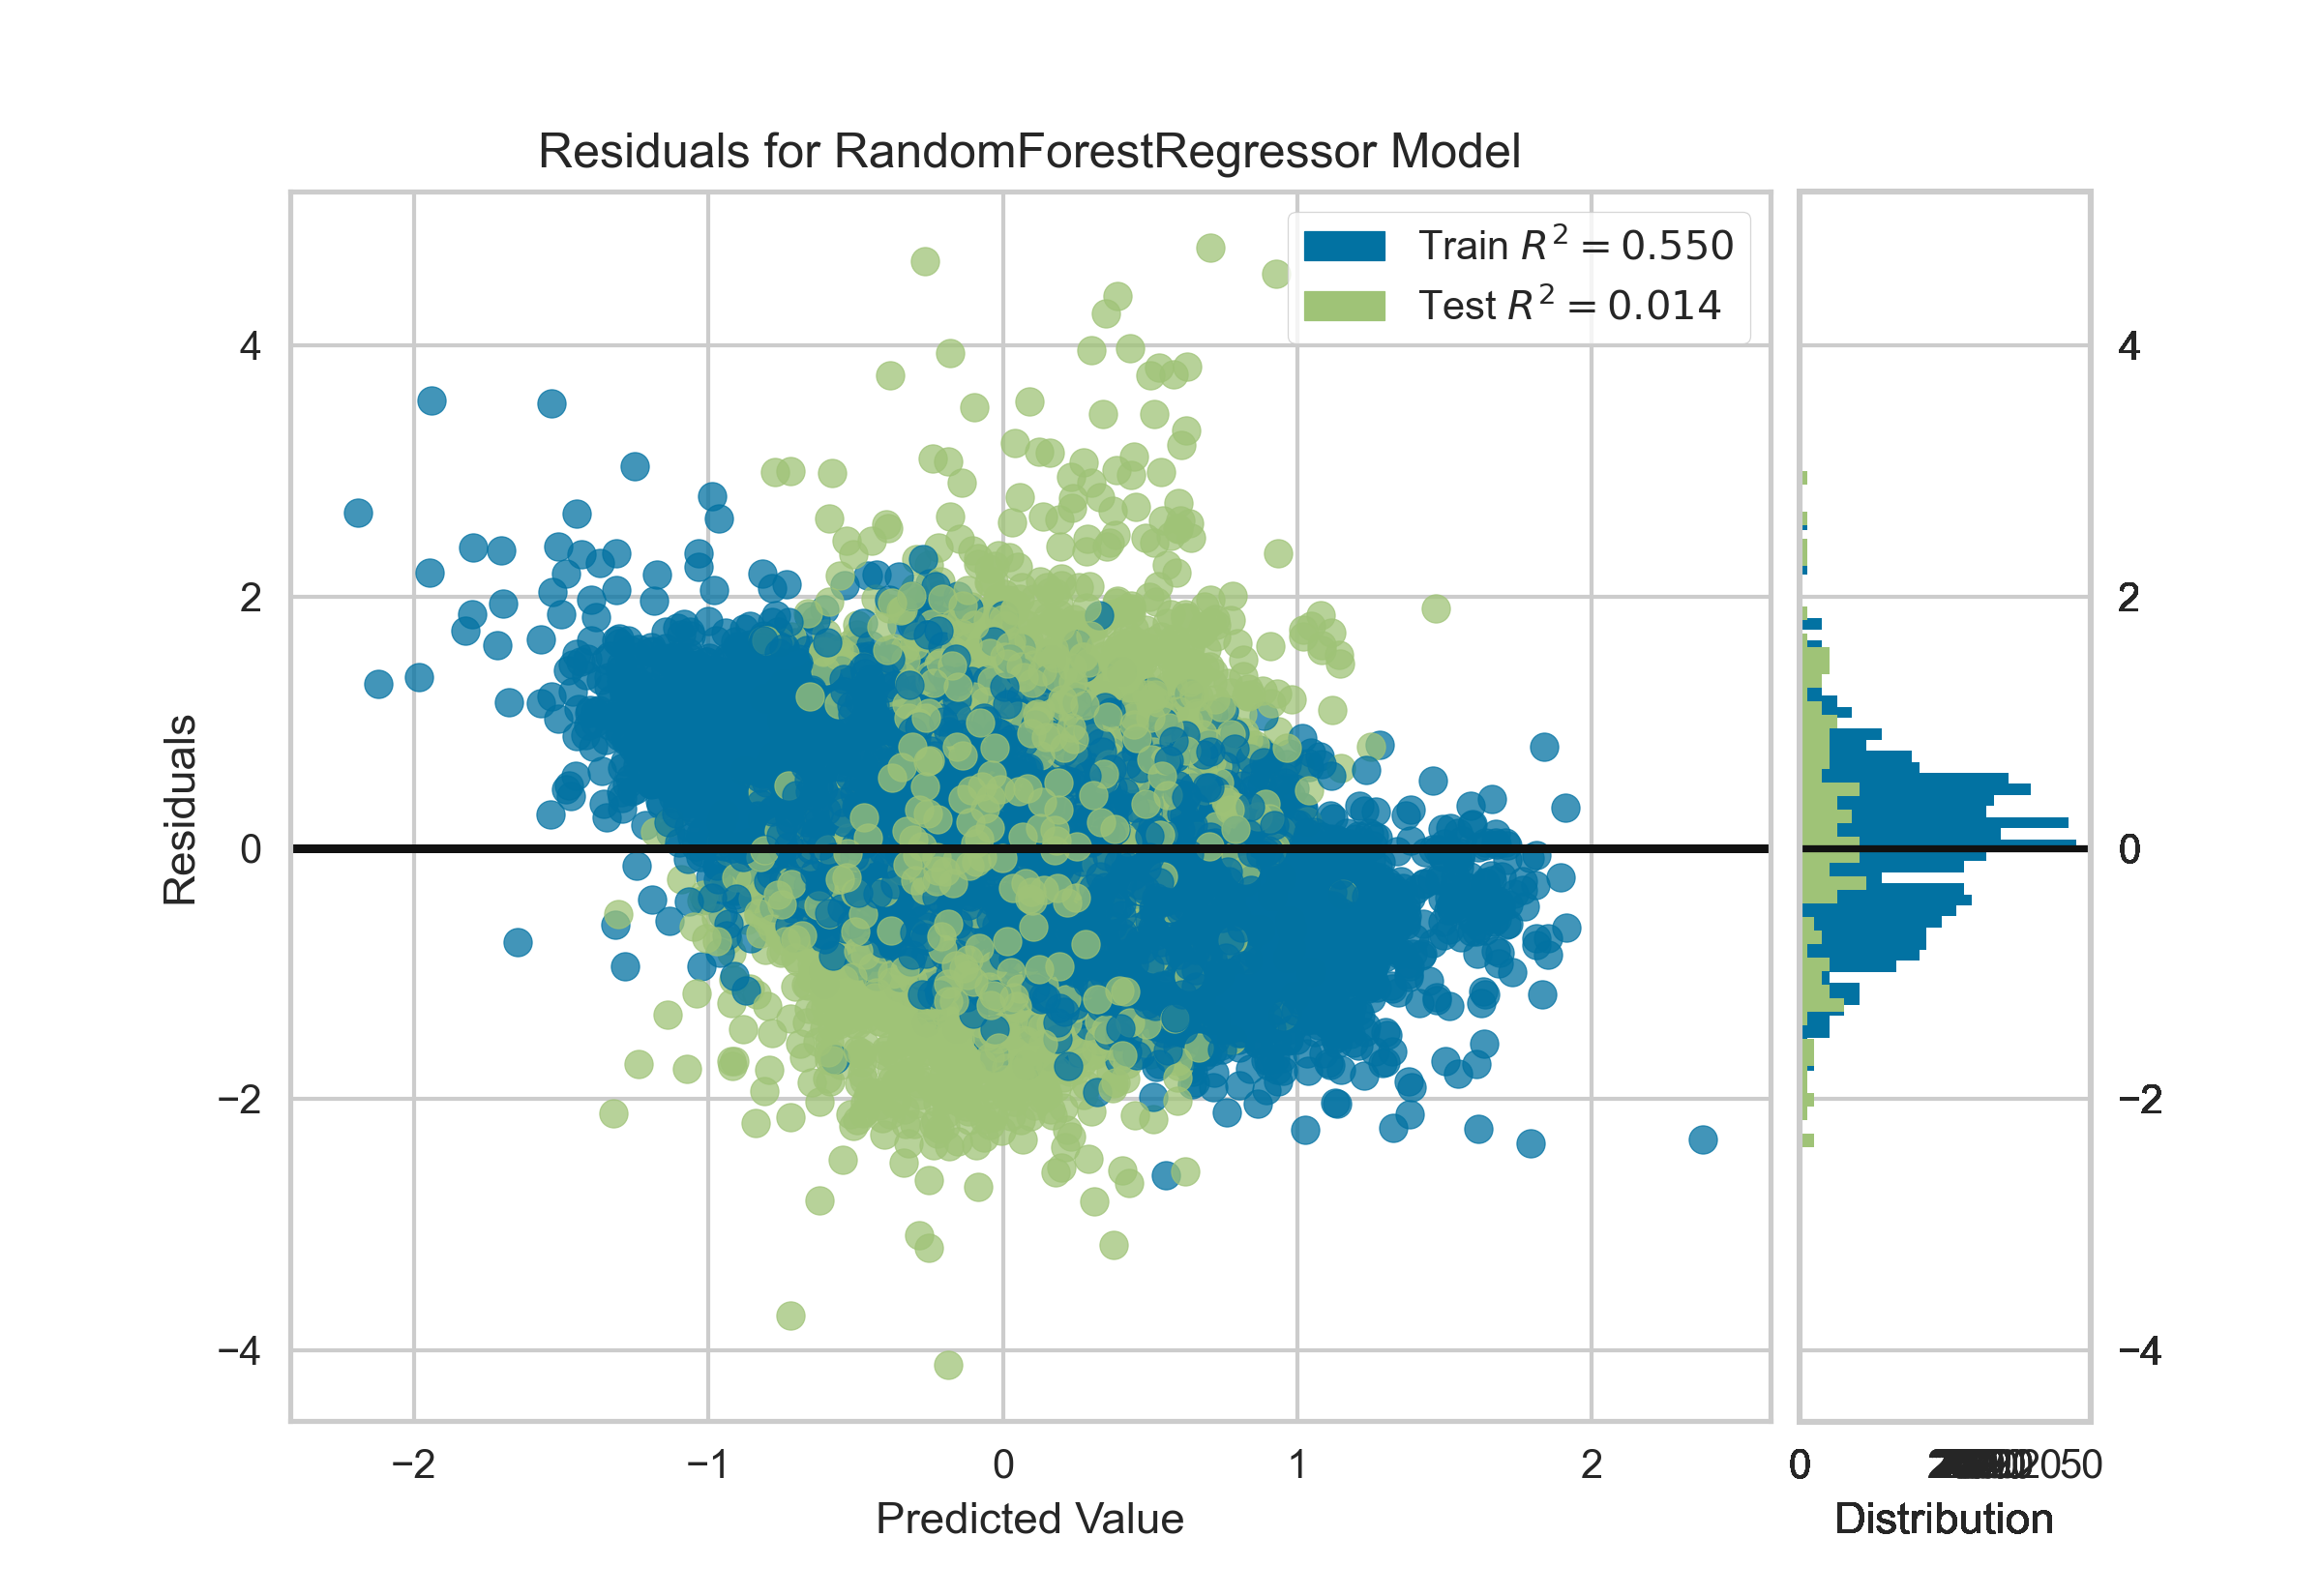 Residuals for RandomForestRegressor Model
Train R² = 0.550
Test R² = 0.014
Residuals
4
2
0
−2
−4
4
2
0
−2
−4
−2
−1
0
1
2
0
50
Predicted Value
Distribution